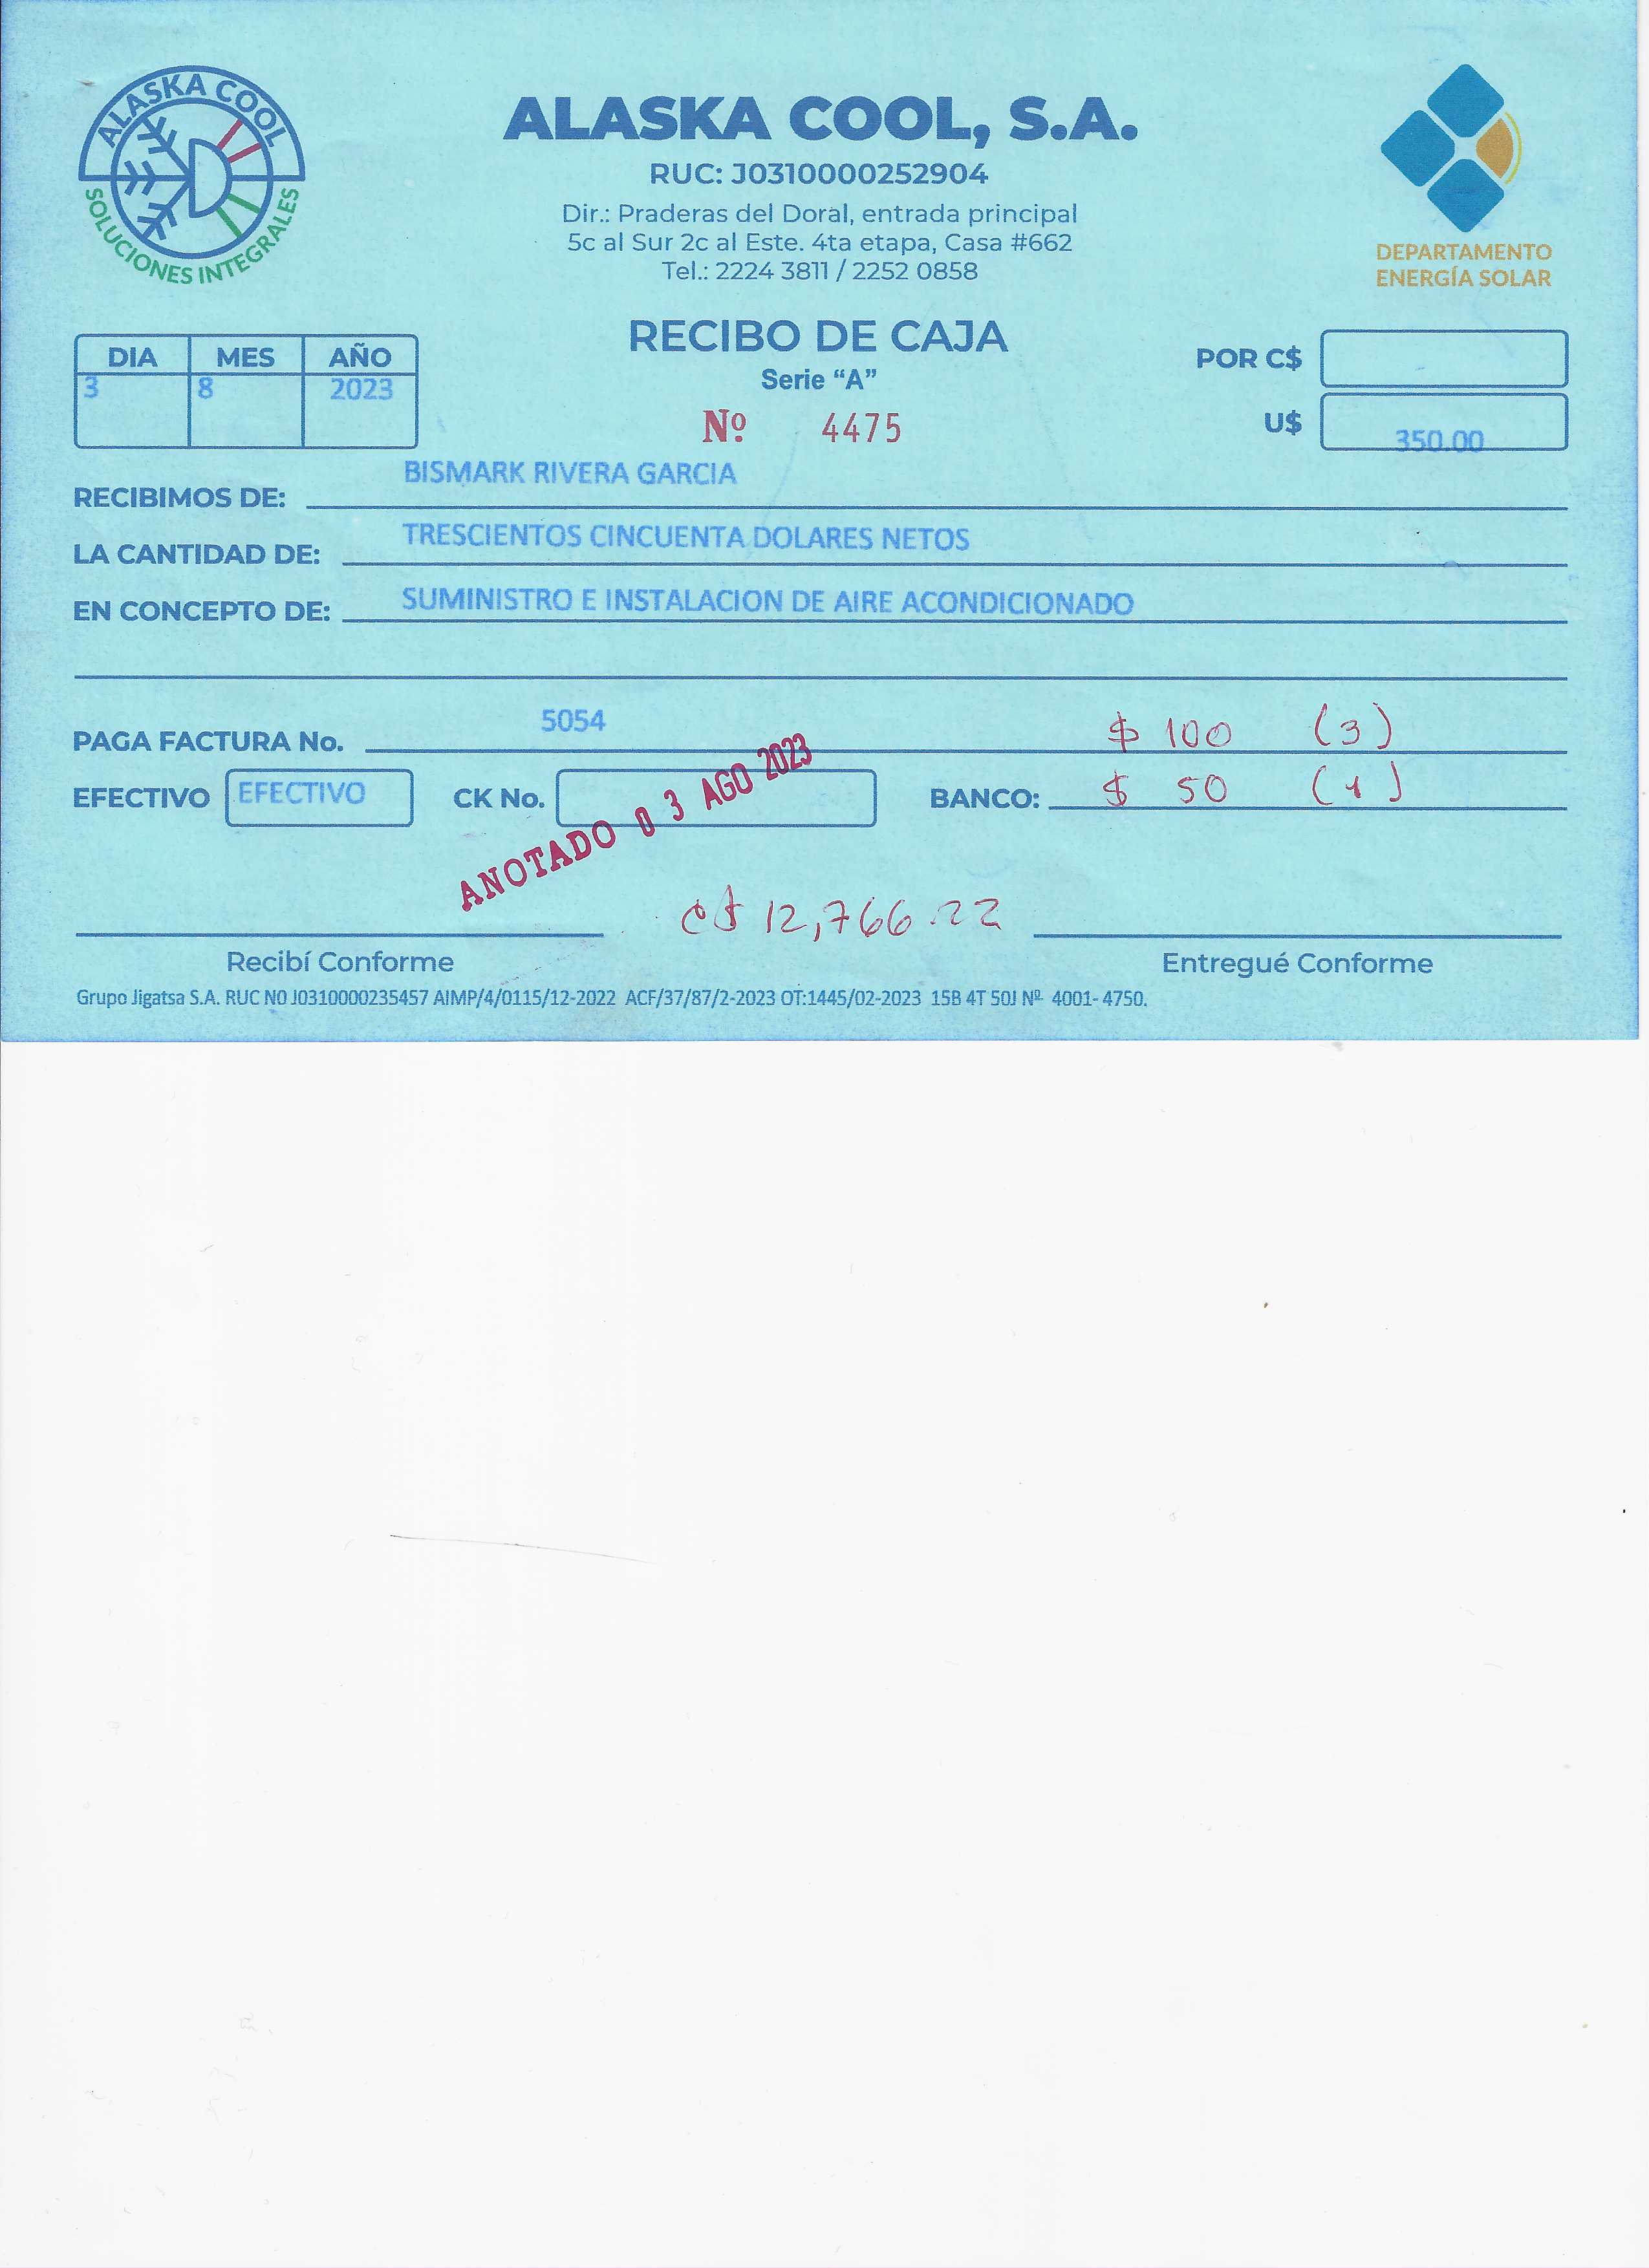 ALASKA COOL
SOLUCIONES INTEGRALES
ALASKA COOL, S.A.
RUC: J0310000252904
Dir.: Praderas del Doral, entrada principal
5c al Sur 2c al Este. 4ta etapa, Casa #662
Tel.: 2224 3811 / 2252 0858
DEPARTAMENTO
ENERGÍA SOLAR
DIA MES AÑO
3 8 2023
RECIBO DE CAJA
Serie “A”
Nº 4475
POR C$
U$ 350.00
RECIBIMOS DE: BISMARK RIVERA GARCIA
LA CANTIDAD DE: TRESCIENTOS CINCUENTA DOLARES NETOS
EN CONCEPTO DE: SUMINISTRO E INSTALACION DE AIRE ACONDICIONADO
PAGA FACTURA No. 5054 $ 100 (3)
EFECTIVO EFECTIVO CK No. BANCO: $ 50 (1)
ANOTADO 03 AGO 2023
C$ 12,766.22
Recibí Conforme Entregué Conforme
Grupo Jigatsa S.A. RUC N0 J0310000235457 AIMP/4/0115/12-2022 ACF/37/87/2-2023 OT:1445/02-2023 15B 4T 50J Nº 4001- 4750.